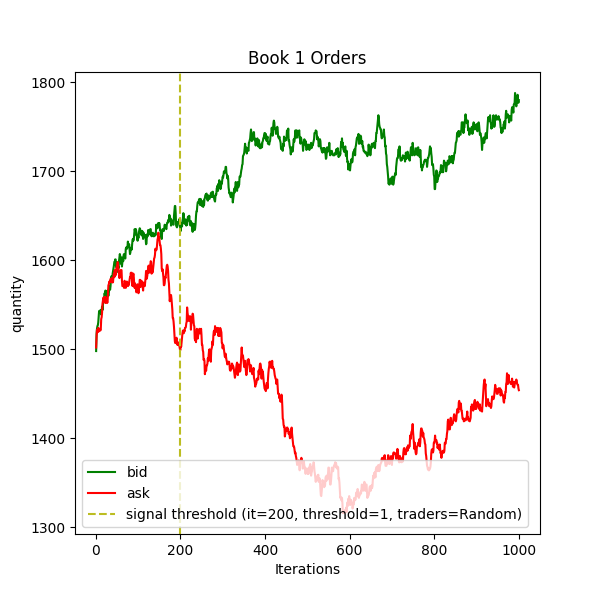 Book 1 Orders
1800
1700
1600
1500
1400
1300
quantity
bid
ask
signal threshold (it=200, threshold=1, traders=Random)
0 200 400 600 800 1000
Iterations